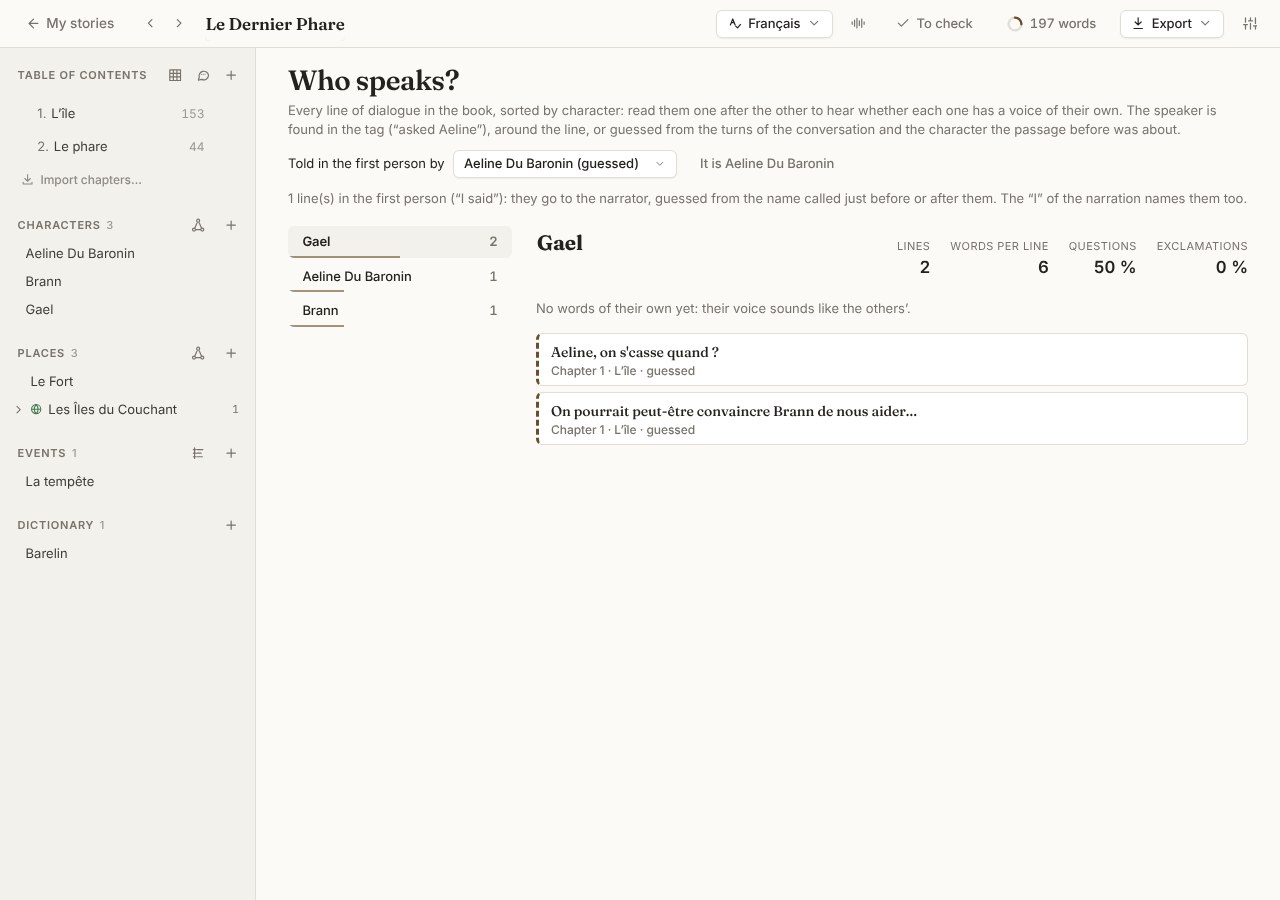 My stories
Le Dernier Phare
Français
To check
197 words
Export
TABLE OF CONTENTS
1. L'île 153
2. Le phare 44
Import chapters...
CHARACTERS 3
Aeline Du Baronin
Brann
Gael
PLACES 3
Le Fort
Les Îles du Couchant 1
EVENTS 1
La tempête
DICTIONARY 1
Barelin
Who speaks?
Every line of dialogue in the book, sorted by character: read them one after the other to hear whether each one has a voice of their own. The speaker is
found in the tag (“asked Aeline”), around the line, or guessed from the turns of the conversation and the character the passage before was about.
Told in the first person by Aeline Du Baronin (guessed) It is Aeline Du Baronin
1 line(s) in the first person (“I said”): they go to the narrator, guessed from the name called just before or after them. The “I” of the narration names them too.
Gael 2
Aeline Du Baronin 1
Brann 1
Gael
LINES WORDS PER LINE QUESTIONS EXCLAMATIONS
2 6 50 % 0 %
No words of their own yet: their voice sounds like the others’.
Aeline, on s'casse quand ?
Chapter 1 · L'île · guessed
On pourrait peut-être convaincre Brann de nous aider...
Chapter 1 · L'île · guessed